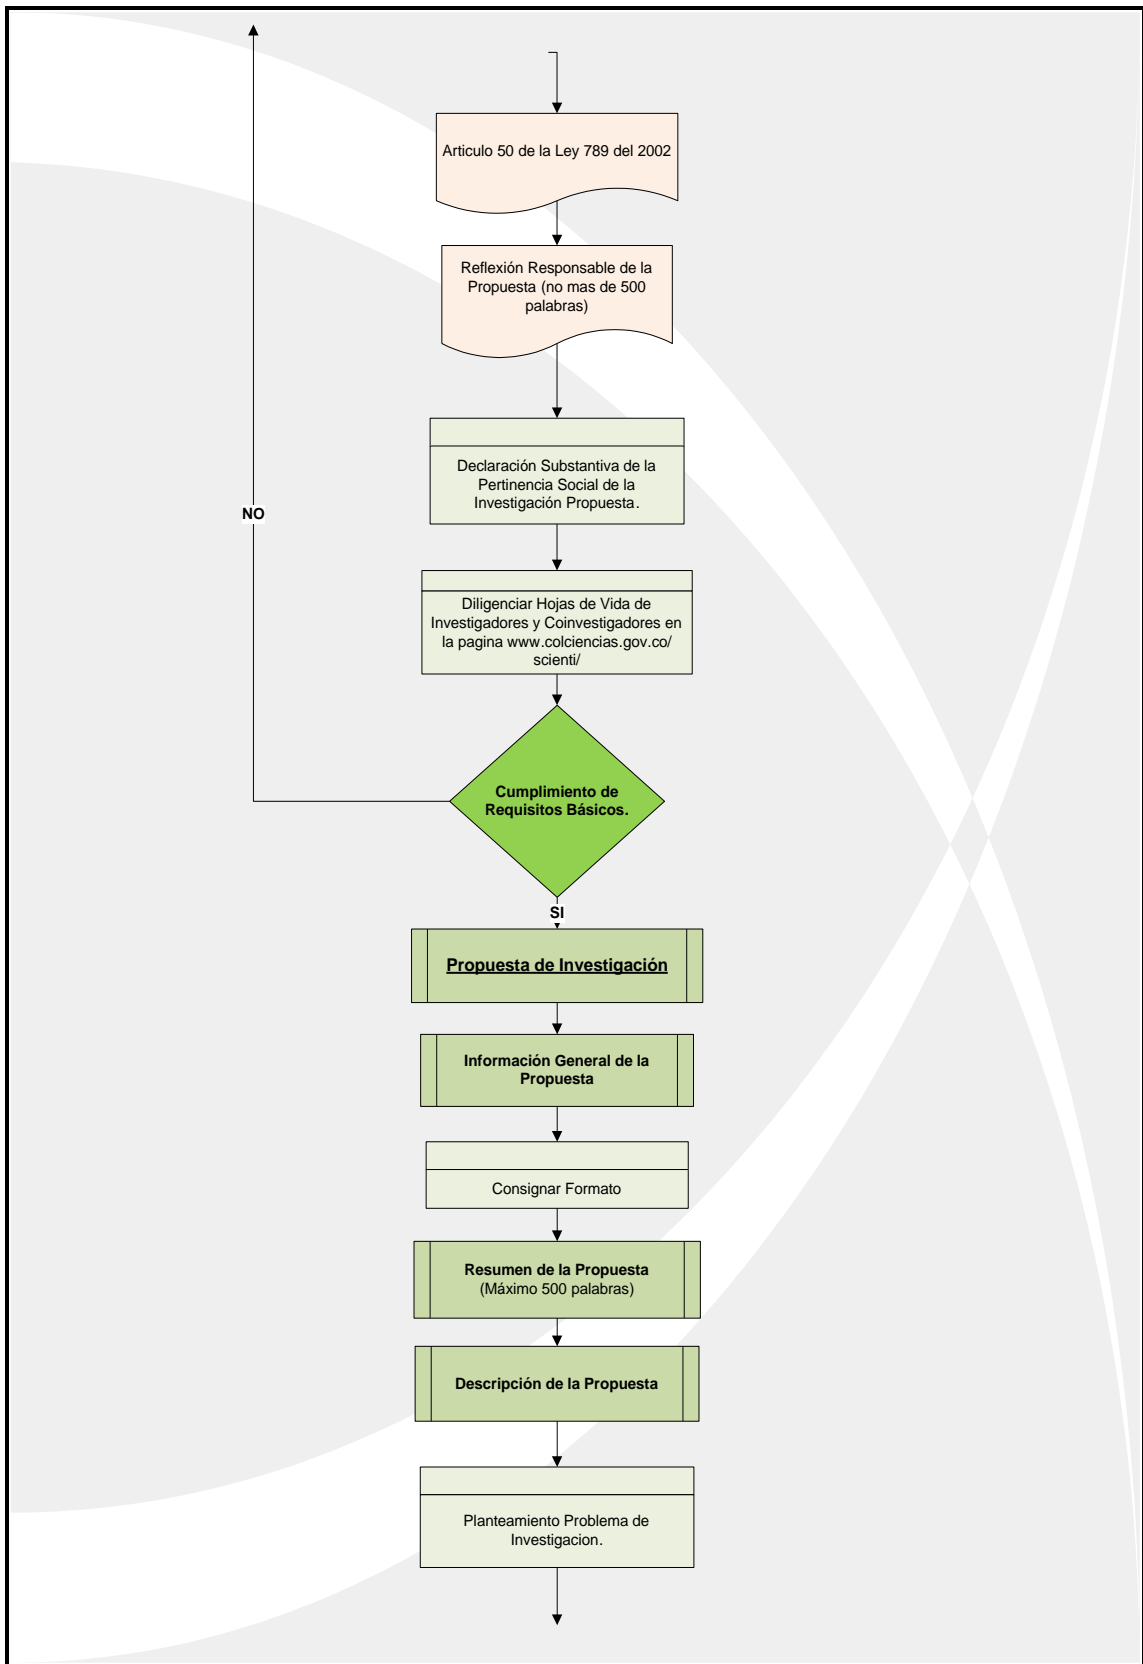 Articulo 50 de la Ley 789 del 2002
Reflexión Responsable de la
Propuesta (no mas de 500
palabras)
Declaración Substantiva de la
Pertinencia Social de la
Investigación Propuesta.
NO
Diligenciar Hojas de Vida de
Investigadores y Coinvestigadores en
la pagina www.colciencias.gov.co/
scienti/
Cumplimiento de
Requisitos Básicos.
SI
Propuesta de Investigación
Información General de la
Propuesta
Consignar Formato
Resumen de la Propuesta
(Máximo 500 palabras)
Descripción de la Propuesta
Planteamiento Problema de
Investigacion.